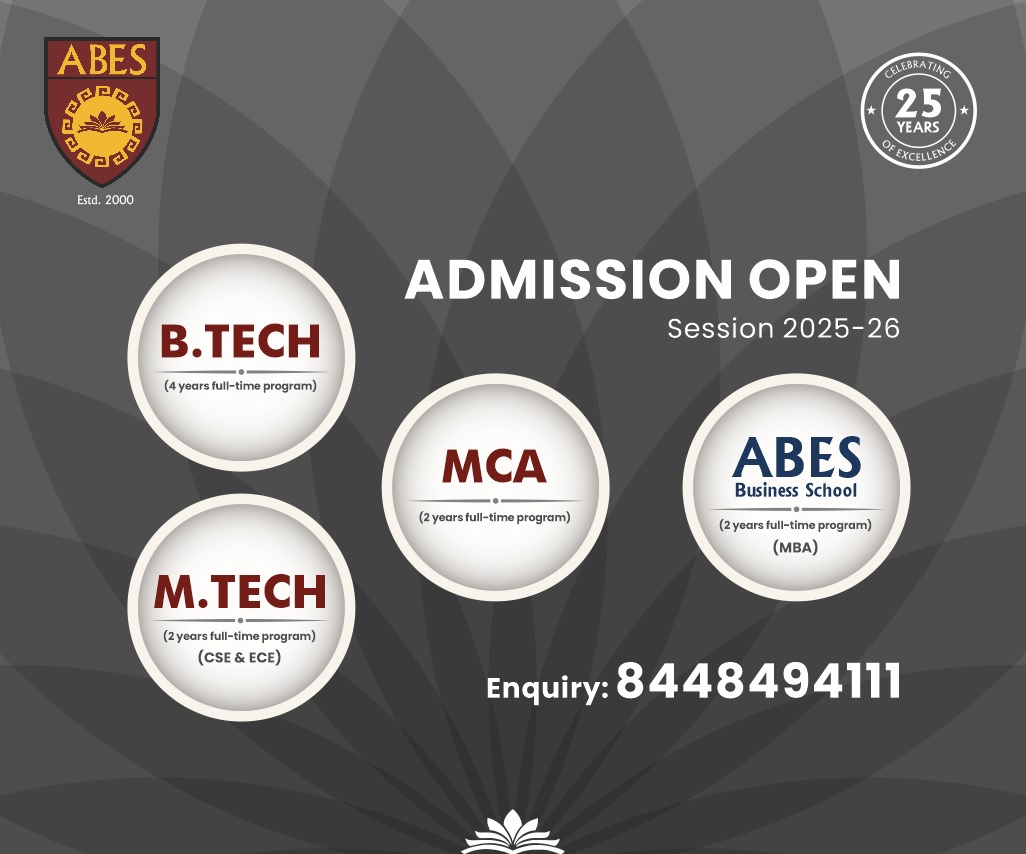 ABES
Estd. 2000
CELEBRATING
25
YEARS
OF EXCELLENCE
ADMISSION OPEN
Session 2025-26
B.TECH
(4 years full-time program)
MCA
(2 years full-time program)
ABES
Business School
(2 years full-time program)
(MBA)
M.TECH
(2 years full-time program)
(CSE & ECE)
Enquiry: 8448494111